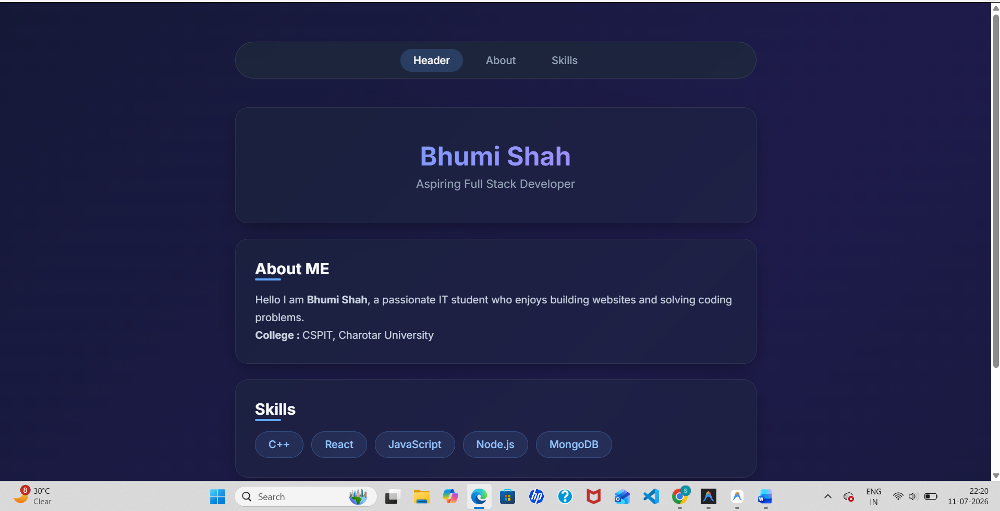 Header About Skills
Bhumi Shah
Aspiring Full Stack Developer
About ME
Hello I am Bhumi Shah, a passionate IT student who enjoys building websites and solving coding
problems.
College : CSPIT, Charotar University
Skills
C++ React JavaScript Node.js MongoDB
8
30°C
Clear
Search
hp
?
O
S
W
ENG
IN
22:20
11-07-2026